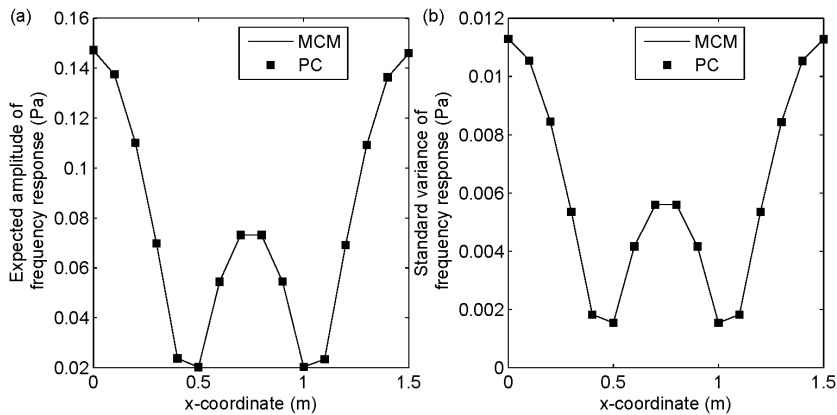 (a)
Expected amplitude of
frequency response (Pa)
0.16
0.14
0.12
0.1
0.08
0.06
0.04
0.02
MCM
PC
0
0.5
1
1.5
x-coordinate (m)
(b)
Standard variance of
frequency response (Pa)
0.012
0.01
0.008
0.006
0.004
0.002
0
MCM
PC
0
0.5
1
1.5
x-coordinate (m)